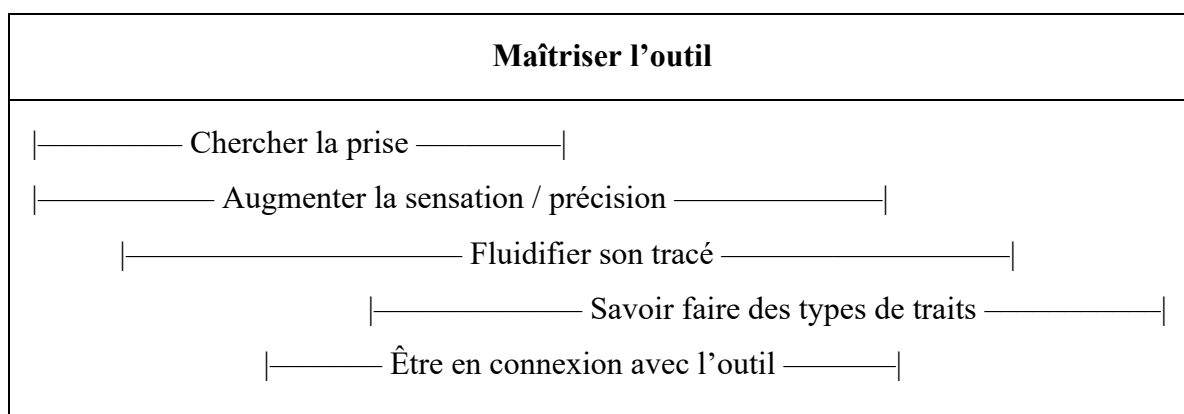 Maîtriser l’outil
|————— Chercher la prise —————|
|—————— Augmenter la sensation / précision ———————|
|———————————— Fluidifier son tracé ——————————|
|——————— Savoir faire des types de traits ——————|
|———— Être en connexion avec l’outil ————|